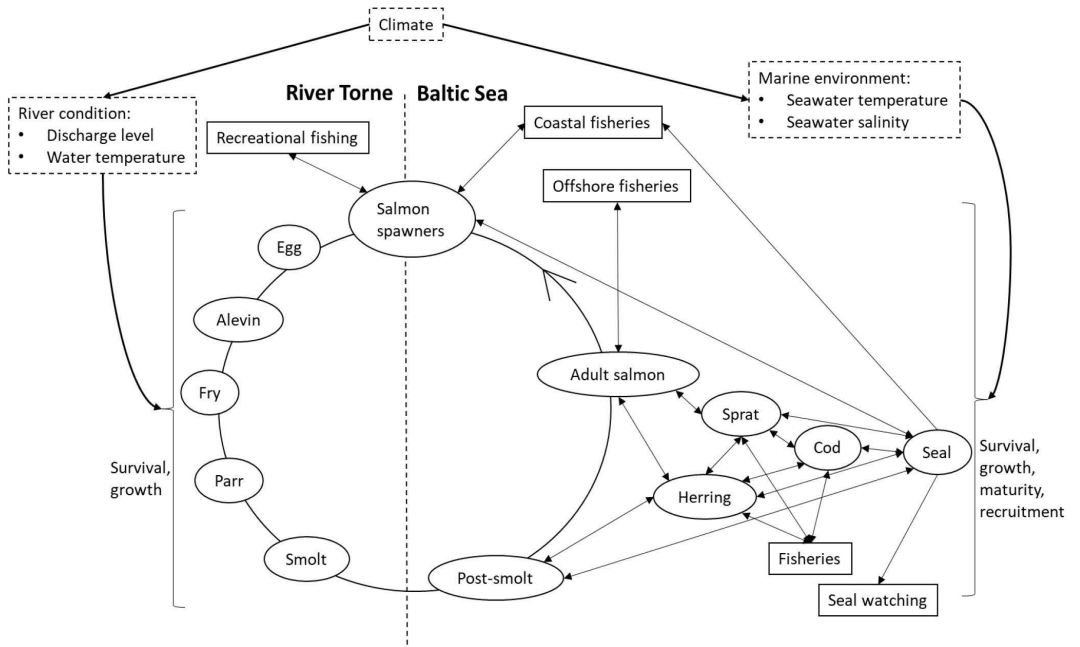 Climate
River condition:
• Discharge level
• Water temperature
Marine environment:
• Seawater temperature
• Seawater salinity
River Torne
Baltic Sea
Recreational fishing
Coastal fisheries
Offshore fisheries
Salmon
spawners
Egg
Alevin
Fry
Parr
Smolt
Post-smolt
Adult salmon
Sprat
Cod
Seal
Herring
Fisheries
Seal watching
Survival,
growth
Survival,
growth,
maturity,
recruitment